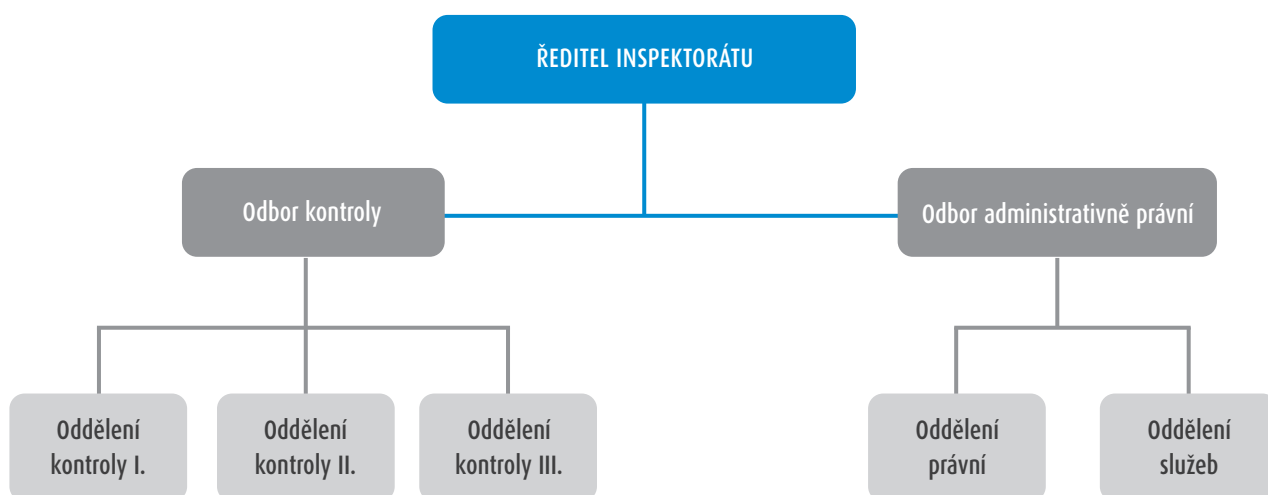 ŘEDITEL INSPEKTORÁTU
Odbor kontroly
Odbor administrativně právní
Oddělení
kontroly I.
Oddělení
kontroly II.
Oddělení
kontroly III.
Oddělení
právní
Oddělení
služeb